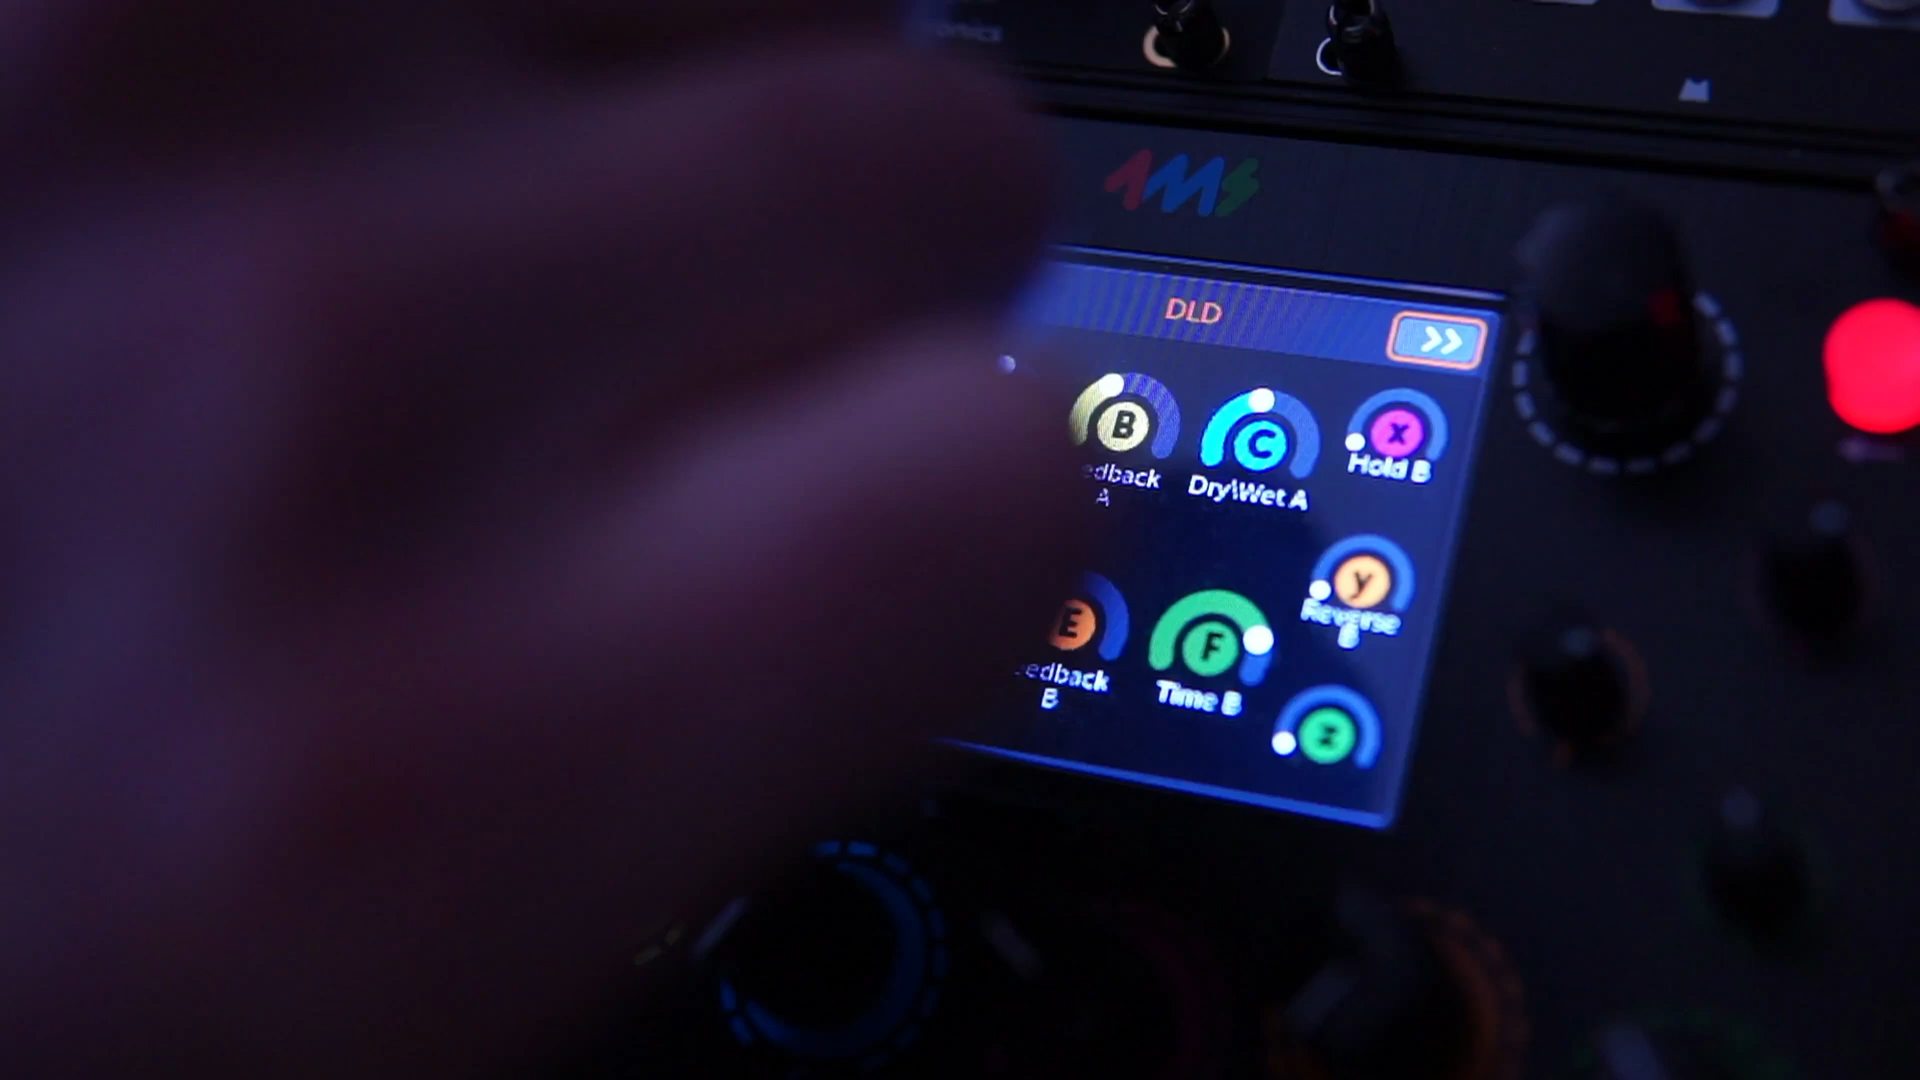 4MS
DLD
B
edback
A
C
Dry\Wet A
X
Hold B
y
Reverse
B
E
edback
B
F
Time B
z